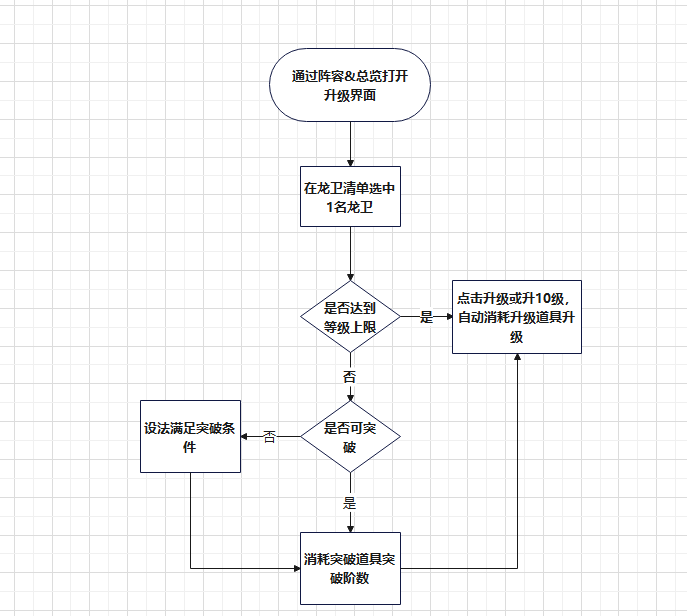 通过阵容&总览打开
升级界面
在龙卫清单选中
1名龙卫
是否达到
等级上限
是
点击升级或升10级，
自动消耗升级道具升
级
否
是否可突
破
否
设法满足突破条
件
是
消耗突破道具突
破阶数